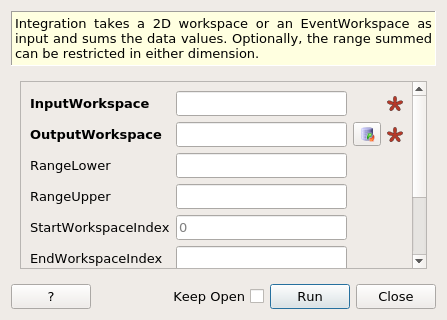 Integration takes a 2D workspace or an EventWorkspace as
input and sums the data values. Optionally, the range summed
can be restricted in either dimension.
InputWorkspace
OutputWorkspace
RangeLower
RangeUpper
StartWorkspaceIndex 0
EndWorkspaceIndex
? Keep Open Run Close